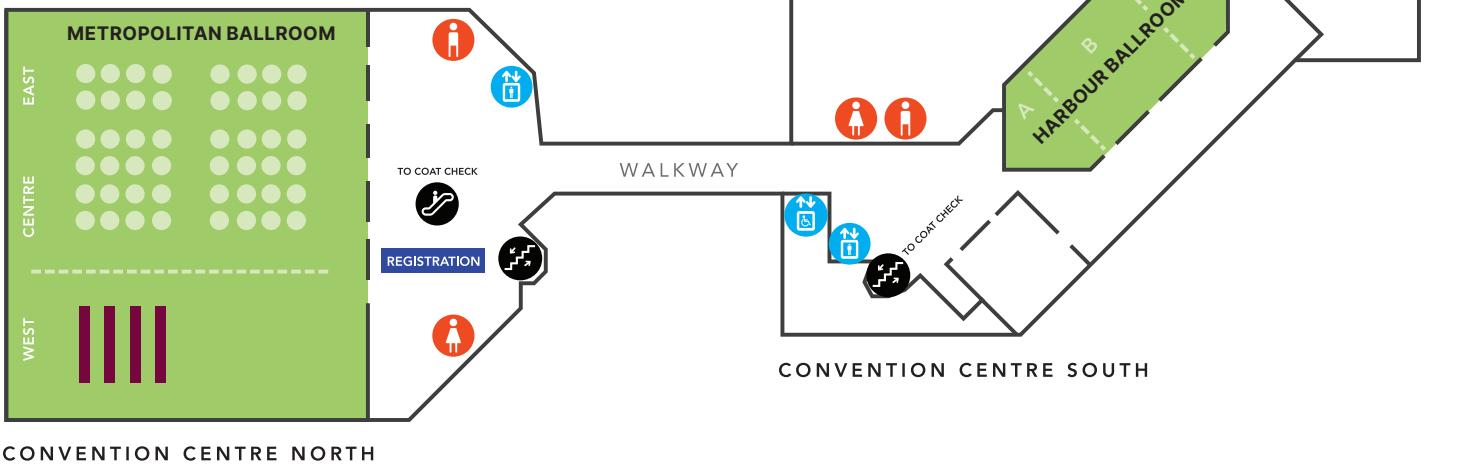 METROPOLITAN BALLROOM
EAST
CENTRE
WEST
TO COAT CHECK
REGISTRATION
WALKWAY
A
B
HARBOUR BALLROOM
TO COAT CHECK
CONVENTION CENTRE SOUTH
CONVENTION CENTRE NORTH